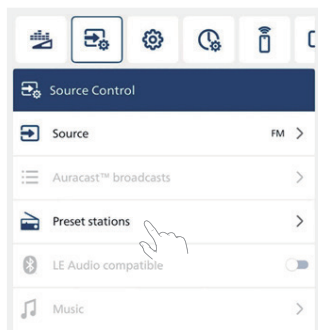 Source Control
Source FM
Auracast™ broadcasts
Preset stations
LE Audio compatible
Music